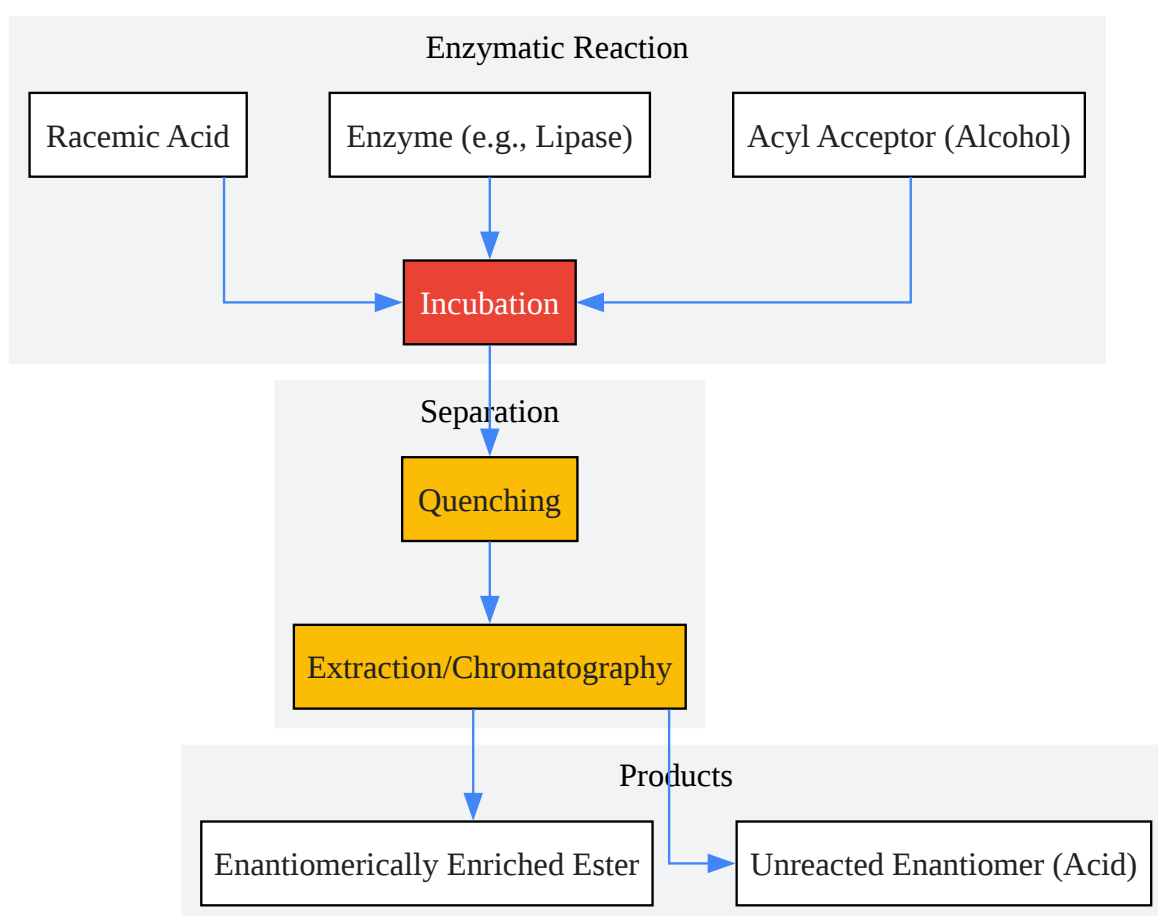 Enzymatic Reaction
Racemic Acid
Enzyme (e.g., Lipase)
Acyl Acceptor (Alcohol)
Incubation
Separation
Quenching
Extraction/Chromatography
Products
Enantiomerically Enriched Ester
Unreacted Enantiomer (Acid)